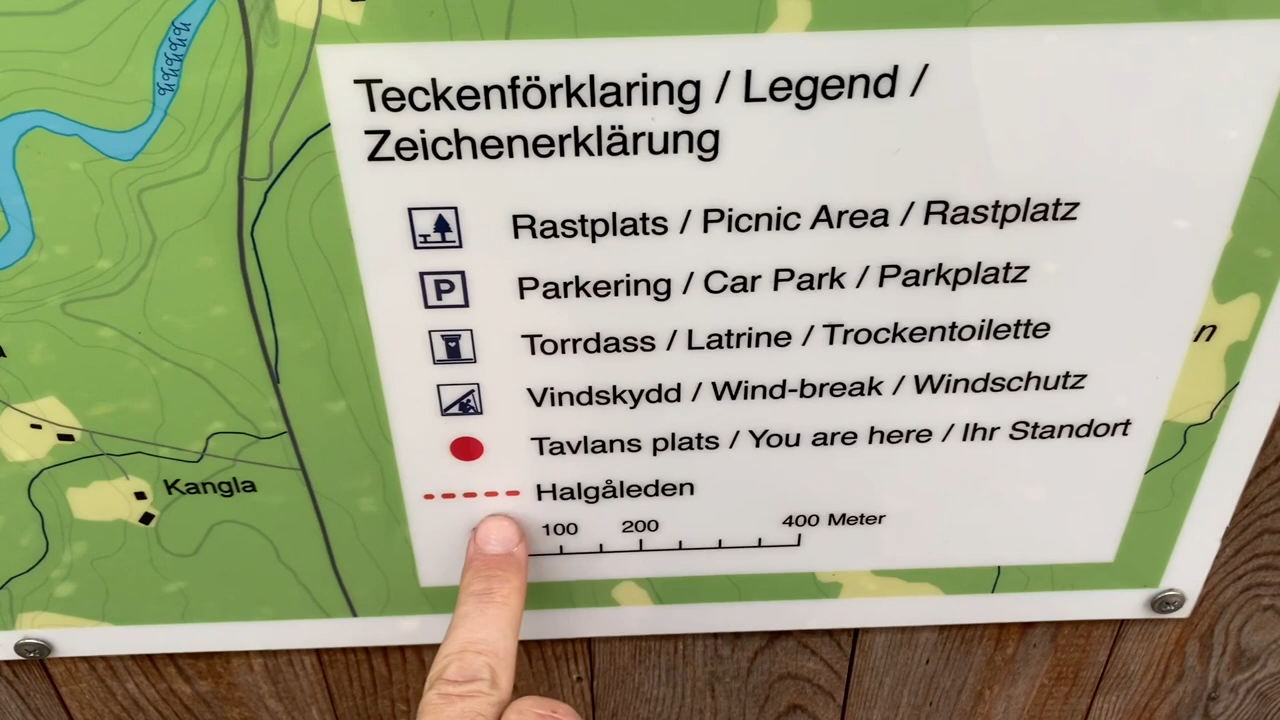 Teckenförklaring / Legend /
Zeichenerklärung
Rastplats / Picnic Area / Rastplatz
P
Parkering / Car Park / Parkplatz
Torrdass / Latrine / Trockentoilette
Vindskydd / Wind-break / Windschutz
Tavlans plats / You are here / Ihr Standort
Halgåleden
100 200 400 Meter
Kangla